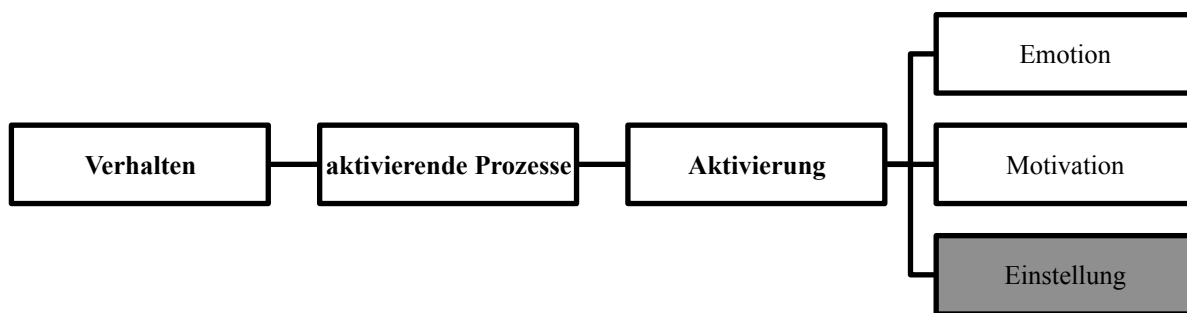 Emotion
Verhalten
aktivierende Prozesse
Aktivierung
Motivation
Einstellung